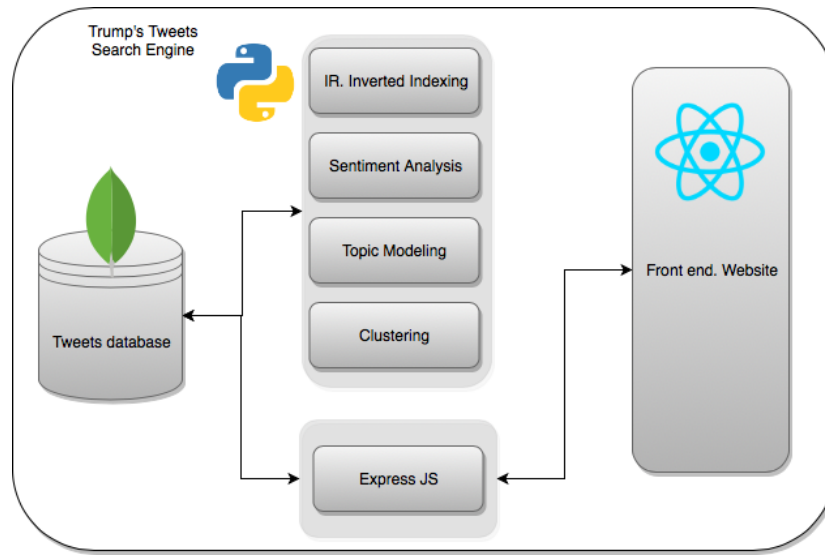 Trump's Tweets
Search Engine
IR. Inverted Indexing
Sentiment Analysis
Topic Modeling
Clustering
Tweets database
Express JS
Front end. Website